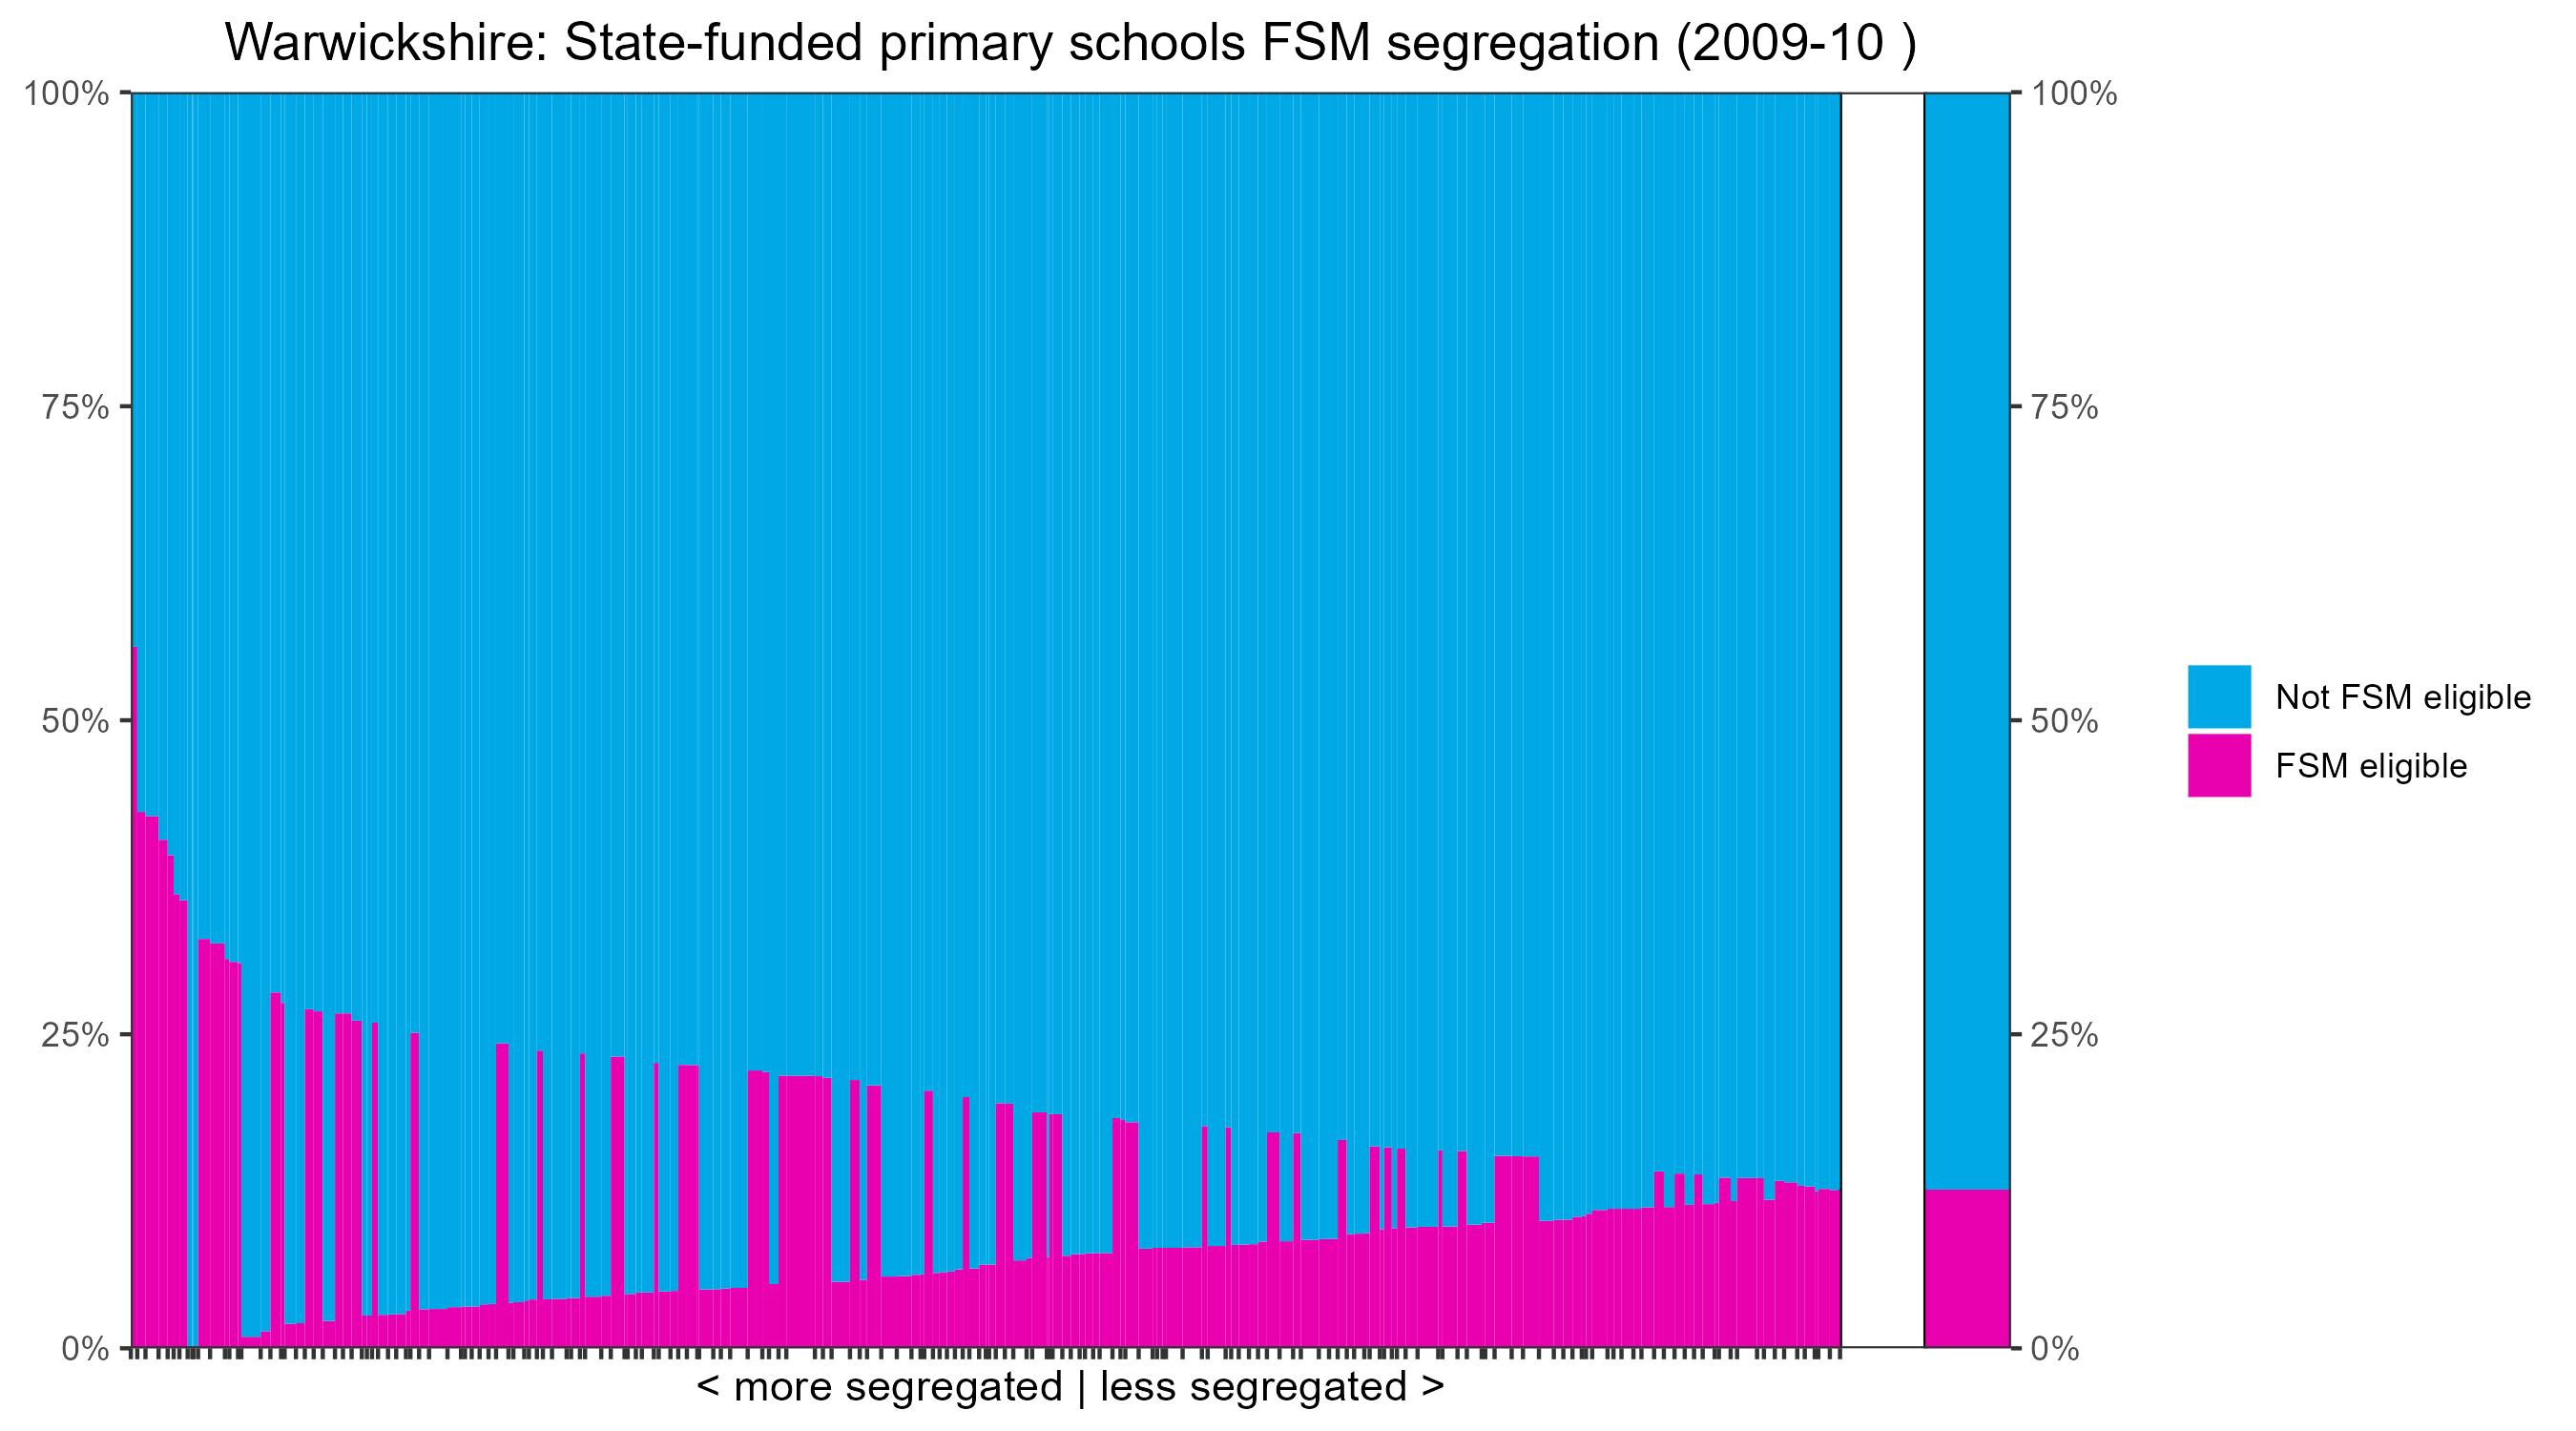 Warwickshire: State-funded primary schools FSM segregation (2009-10 )
100%
75%
50%
25%
0%
100%
75%
50%
25%
0%
Not FSM eligible
FSM eligible
< more segregated | less segregated >